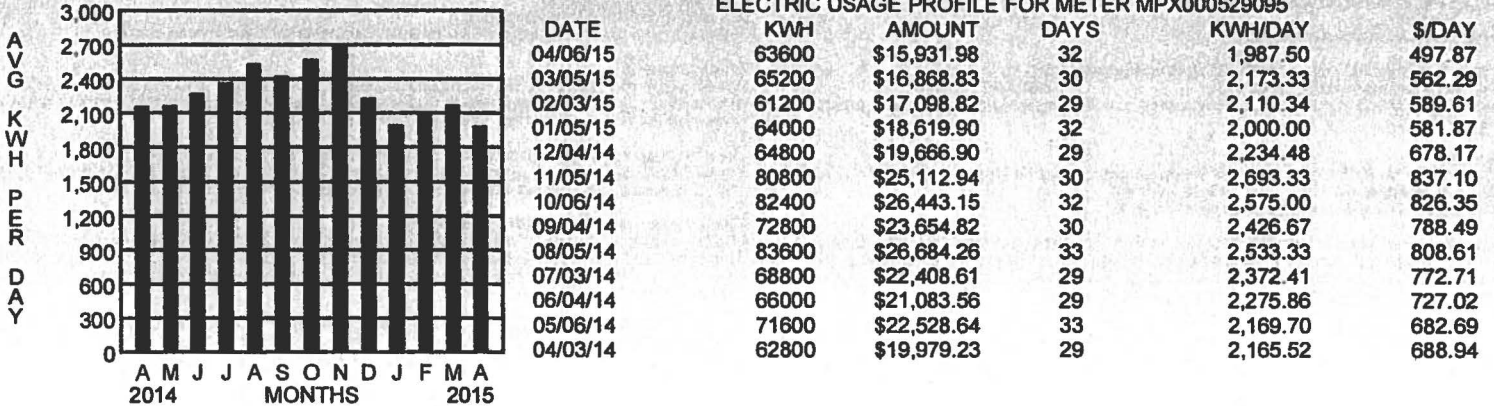 ELECTRIC USAGE PROFILE FOR METER MPX000529095
AVG KWH PER DAY
3,000
2,700
2,400
2,100
1,800
1,500
1,200
900
600
300
0
A M J J A S O N D J F M A
2014 MONTHS 2015
DATE KWH AMOUNT DAYS KWH/DAY $/DAY
04/06/15 63600 $15,931.98 32 1,987.50 497.87
03/05/15 65200 $16,868.83 30 2,173.33 562.29
02/03/15 61200 $17,098.82 29 2,110.34 589.61
01/05/15 64000 $18,619.90 32 2,000.00 581.87
12/04/14 64800 $19,666.90 29 2,234.48 678.17
11/05/14 80800 $25,112.94 30 2,693.33 837.10
10/06/14 82400 $26,443.15 32 2,575.00 826.35
09/04/14 72800 $23,654.82 30 2,426.67 788.49
08/05/14 83600 $26,684.26 33 2,533.33 808.61
07/03/14 68800 $22,408.61 29 2,372.41 772.71
06/04/14 66000 $21,083.56 29 2,275.86 727.02
05/06/14 71600 $22,528.64 33 2,169.70 682.69
04/03/14 62800 $19,979.23 29 2,165.52 688.94